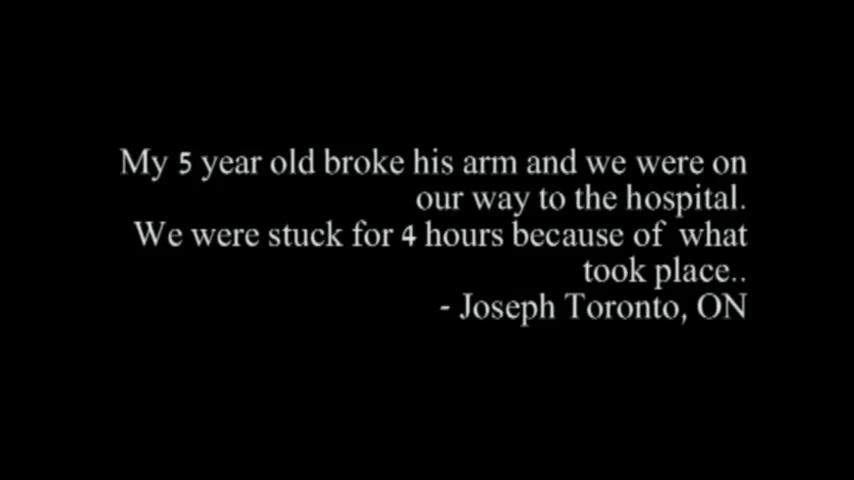 My 5 year old broke his arm and we were on
our way to the hospital.
We were stuck for 4 hours because of what
took place..
- Joseph Toronto, ON